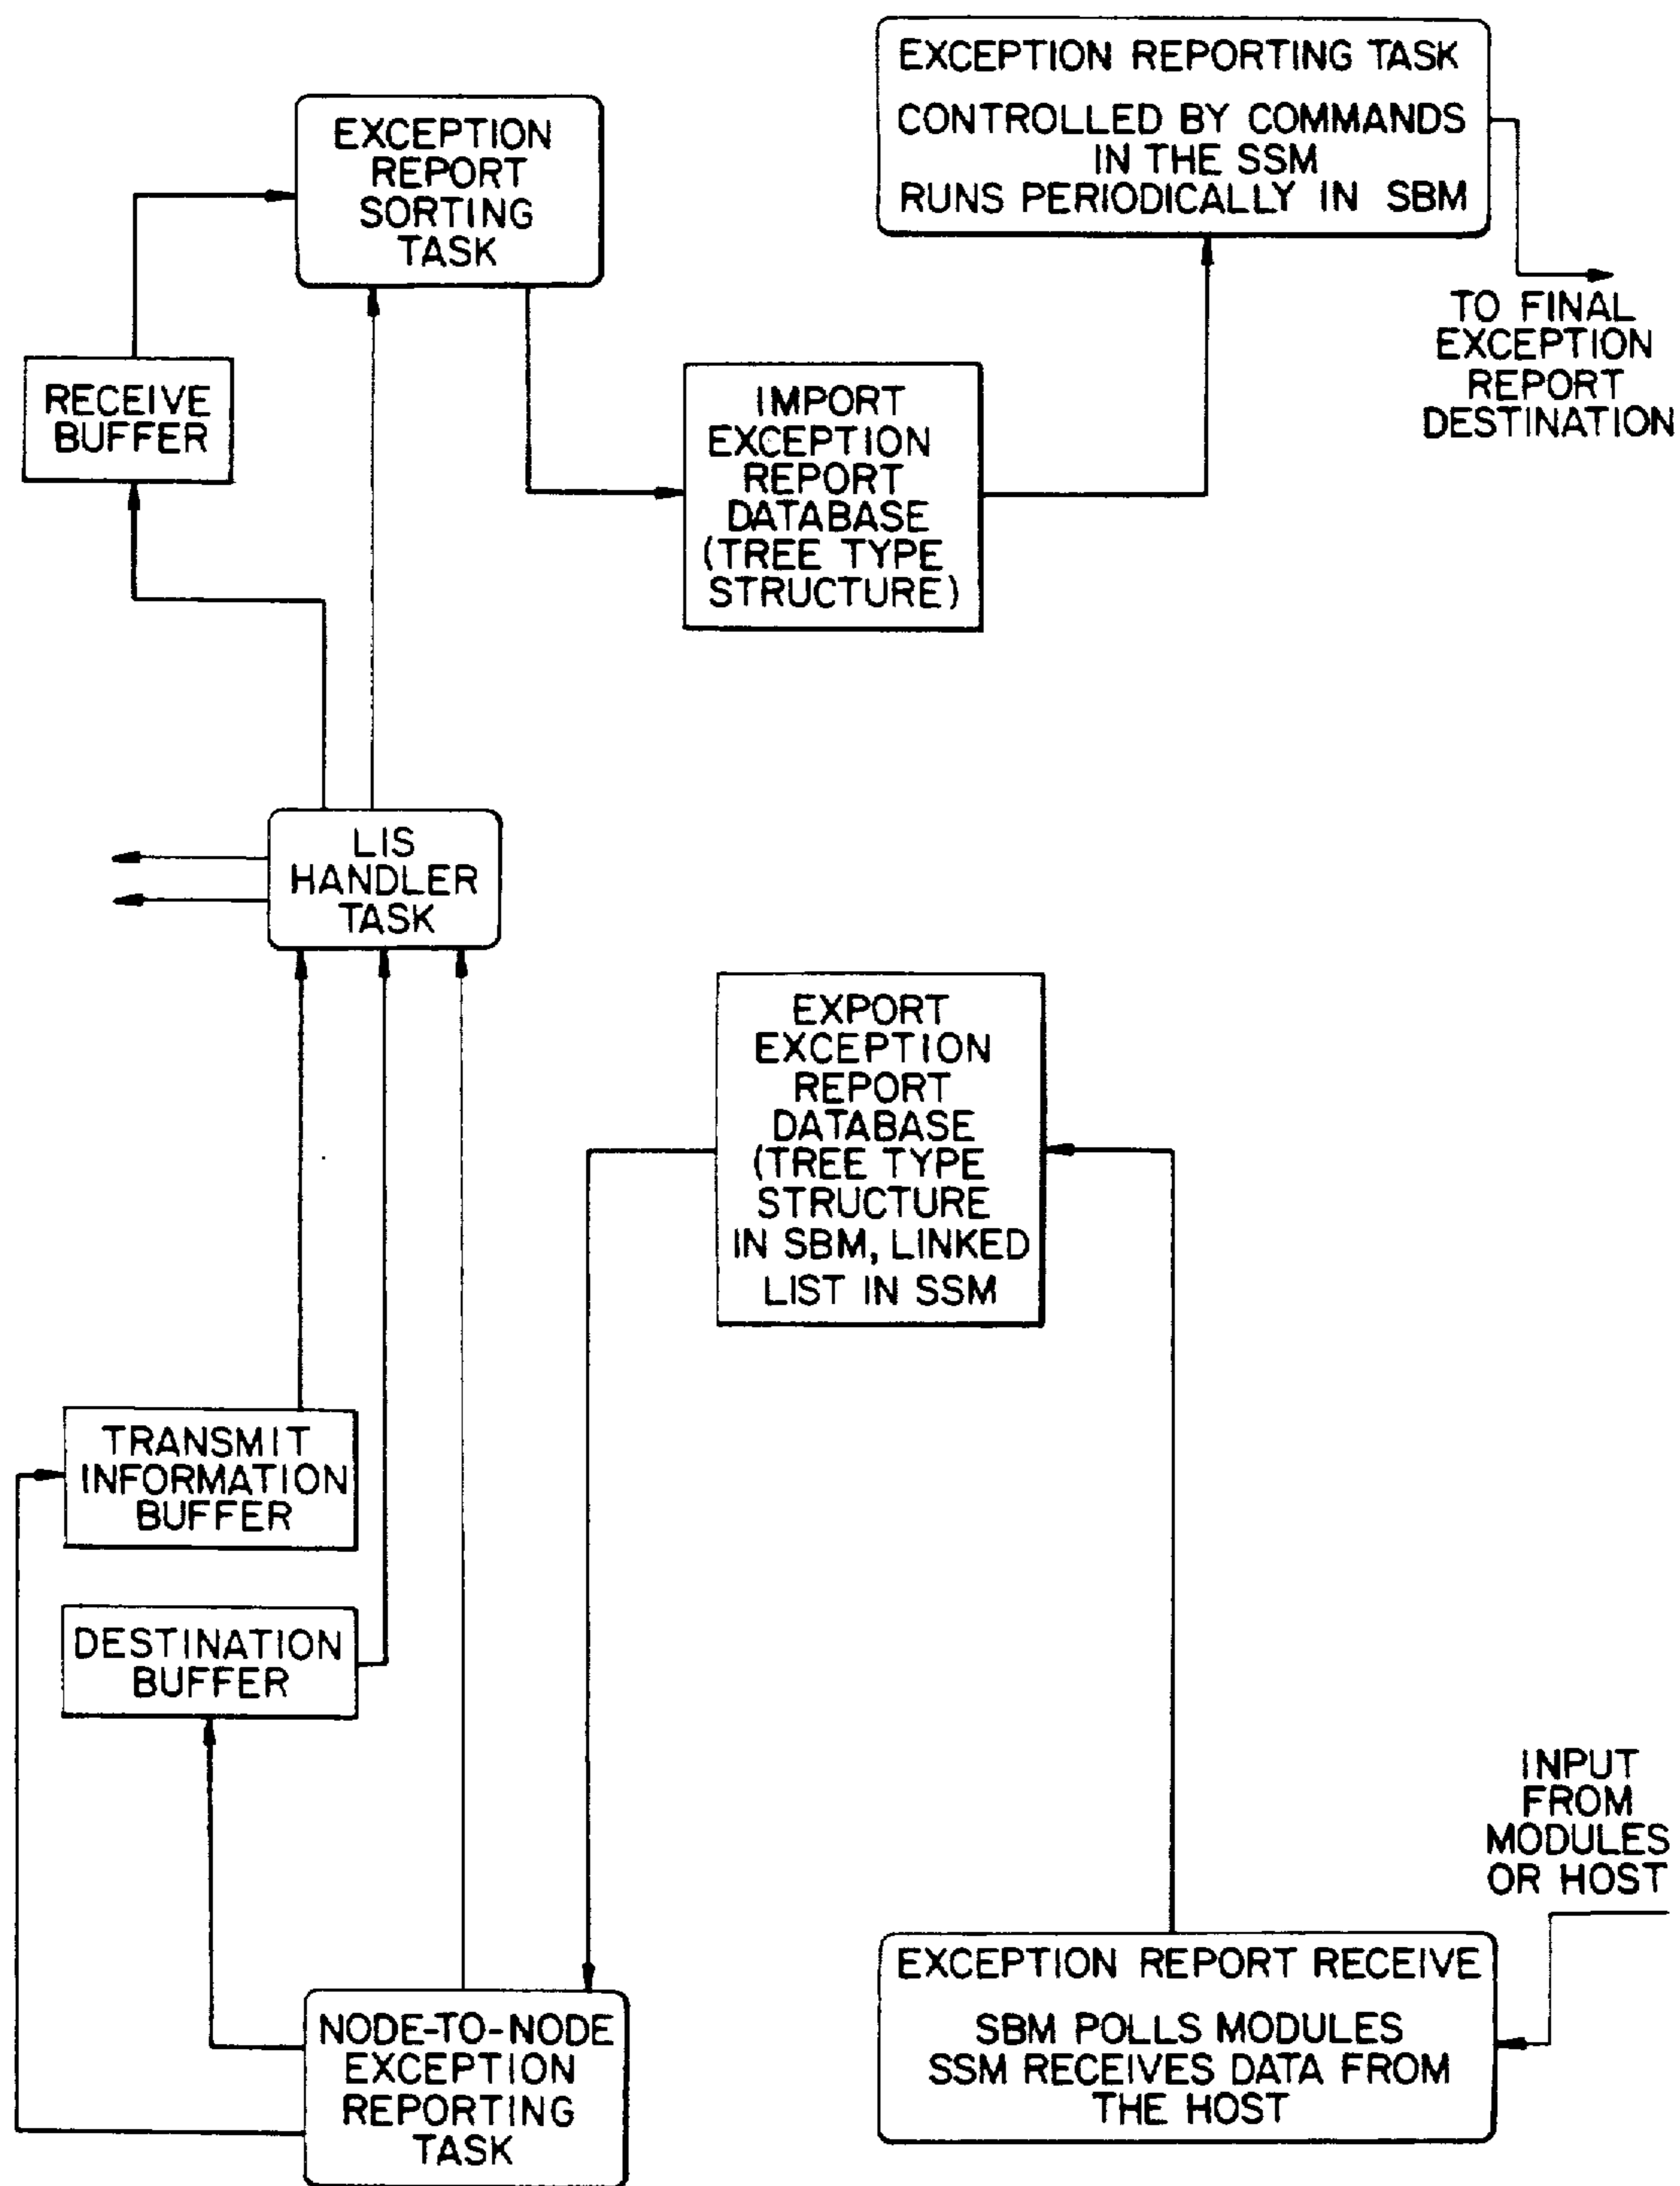 EXCEPTION REPORTING TASK
CONTROLLED BY COMMANDS
IN THE SSM
RUNS PERIODICALLY IN SBM
EXCEPTION
REPORT
SORTING
TASK
TO FINAL
EXCEPTION
REPORT
DESTINATION
RECEIVE
BUFFER
IMPORT
EXCEPTION
REPORT
DATABASE
(TREE TYPE
STRUCTURE)
LIS
HANDLER
TASK
EXPORT
EXCEPTION
REPORT
DATABASE
(TREE TYPE
STRUCTURE
IN SBM, LINKED
LIST IN SSM
TRANSMIT
INFORMATION
BUFFER
DESTINATION
BUFFER
INPUT
FROM
MODULES
OR HOST
EXCEPTION REPORT RECEIVE
SBM POLLS MODULES
SSM RECEIVES DATA FROM
THE HOST
NODE-TO-NODE
EXCEPTION
REPORTING
TASK